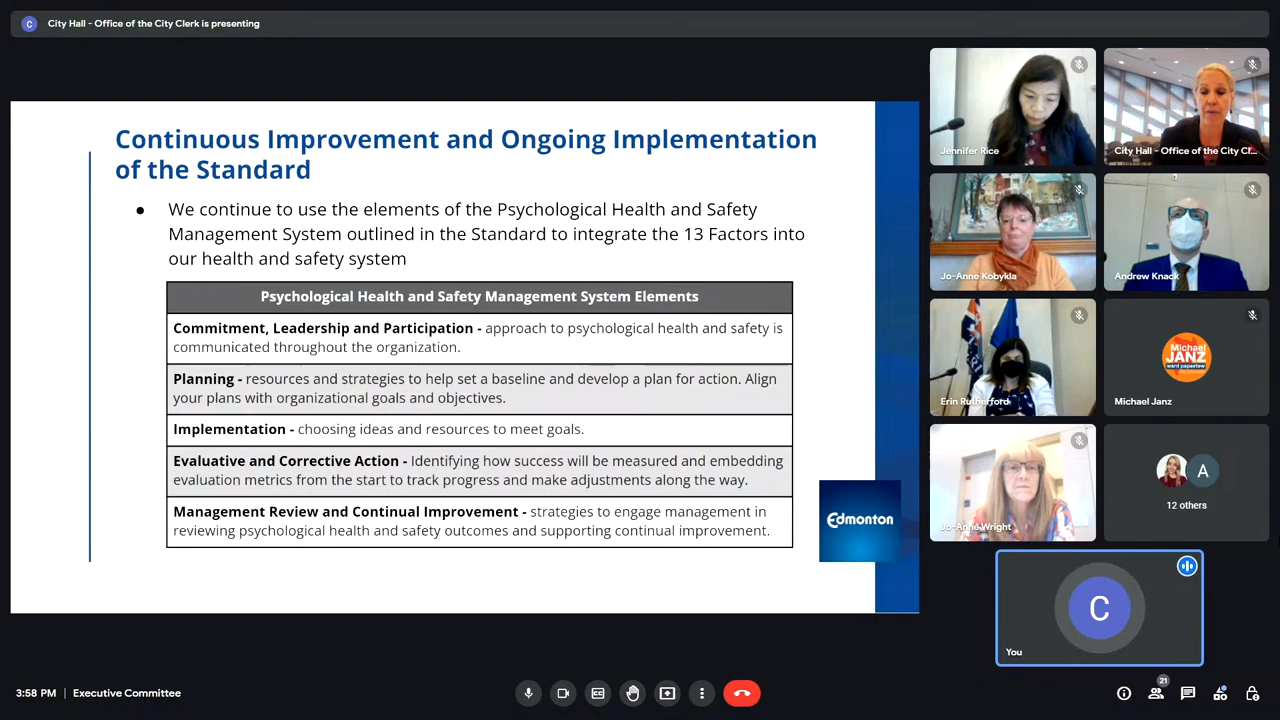 C
City Hall - Office of the City Clerk is presenting
Continuous Improvement and Ongoing Implementation
of the Standard
● We continue to use the elements of the Psychological Health and Safety
Management System outlined in the Standard to integrate the 13 Factors into
our health and safety system
Psychological Health and Safety Management System Elements
Commitment, Leadership and Participation - approach to psychological health and safety is
communicated throughout the organization.
Planning - resources and strategies to help set a baseline and develop a plan for action. Align
your plans with organizational goals and objectives.
Implementation - choosing ideas and resources to meet goals.
Evaluative and Corrective Action - Identifying how success will be measured and embedding
evaluation metrics from the start to track progress and make adjustments along the way.
Management Review and Continual Improvement - strategies to engage management in
reviewing psychological health and safety outcomes and supporting continual improvement.
Edmonton
Jennifer Rice
City Hall - Office of the City Cl...
Jo-Anne Kobykla
Andrew Knack
Erin Rutherford
Michael
JANZ
ward papastew
Michael Janz
Jo-Anne Wright
A
12 others
C
You
3:58 PM | Executive Committee
CC
21